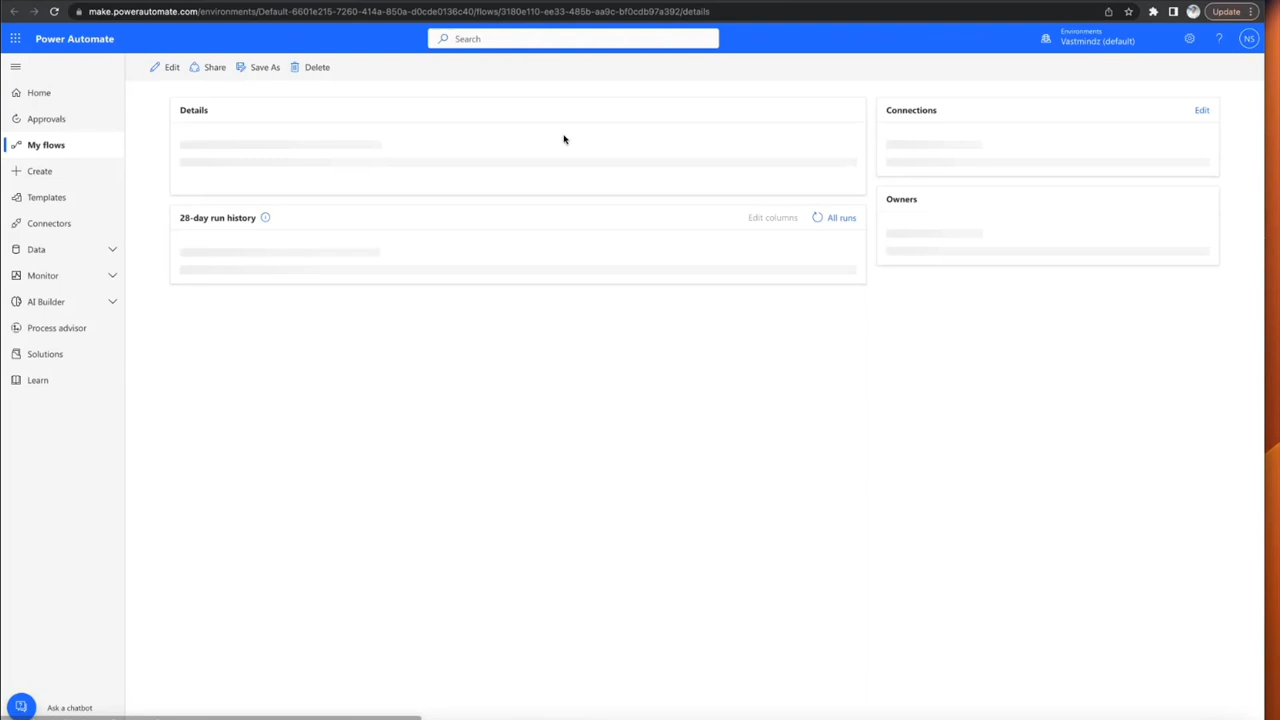 make.powerautomate.com/environments/Default-6601e215-7260-414a-850a-d0cde0136c40/flows/3180e110-ee33-485b-aa9c-bf0cdb97a392/details
Update
Power Automate
Search
Environments
Vastmindz (default)
NS
Edit
Share
Save As
Delete
Home
Approvals
My flows
Create
Templates
Connectors
Data
Monitor
AI Builder
Process advisor
Solutions
Learn
Details
Connections
Edit
28-day run history
Edit columns
All runs
Owners
Ask a chatbot